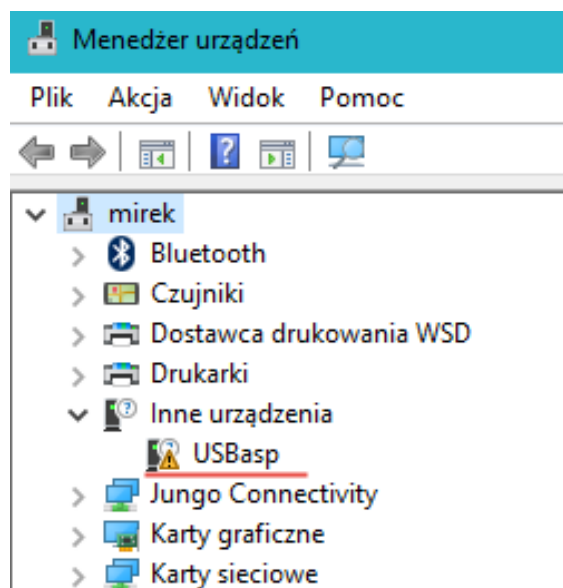 Menedżer urządzeń
Plik Akcja Widok Pomoc
mirek
Bluetooth
Czujniki
Dostawca drukowania WSD
Drukarki
Inne urządzenia
USBasp
Jungo Connectivity
Karty graficzne
Karty sieciowe